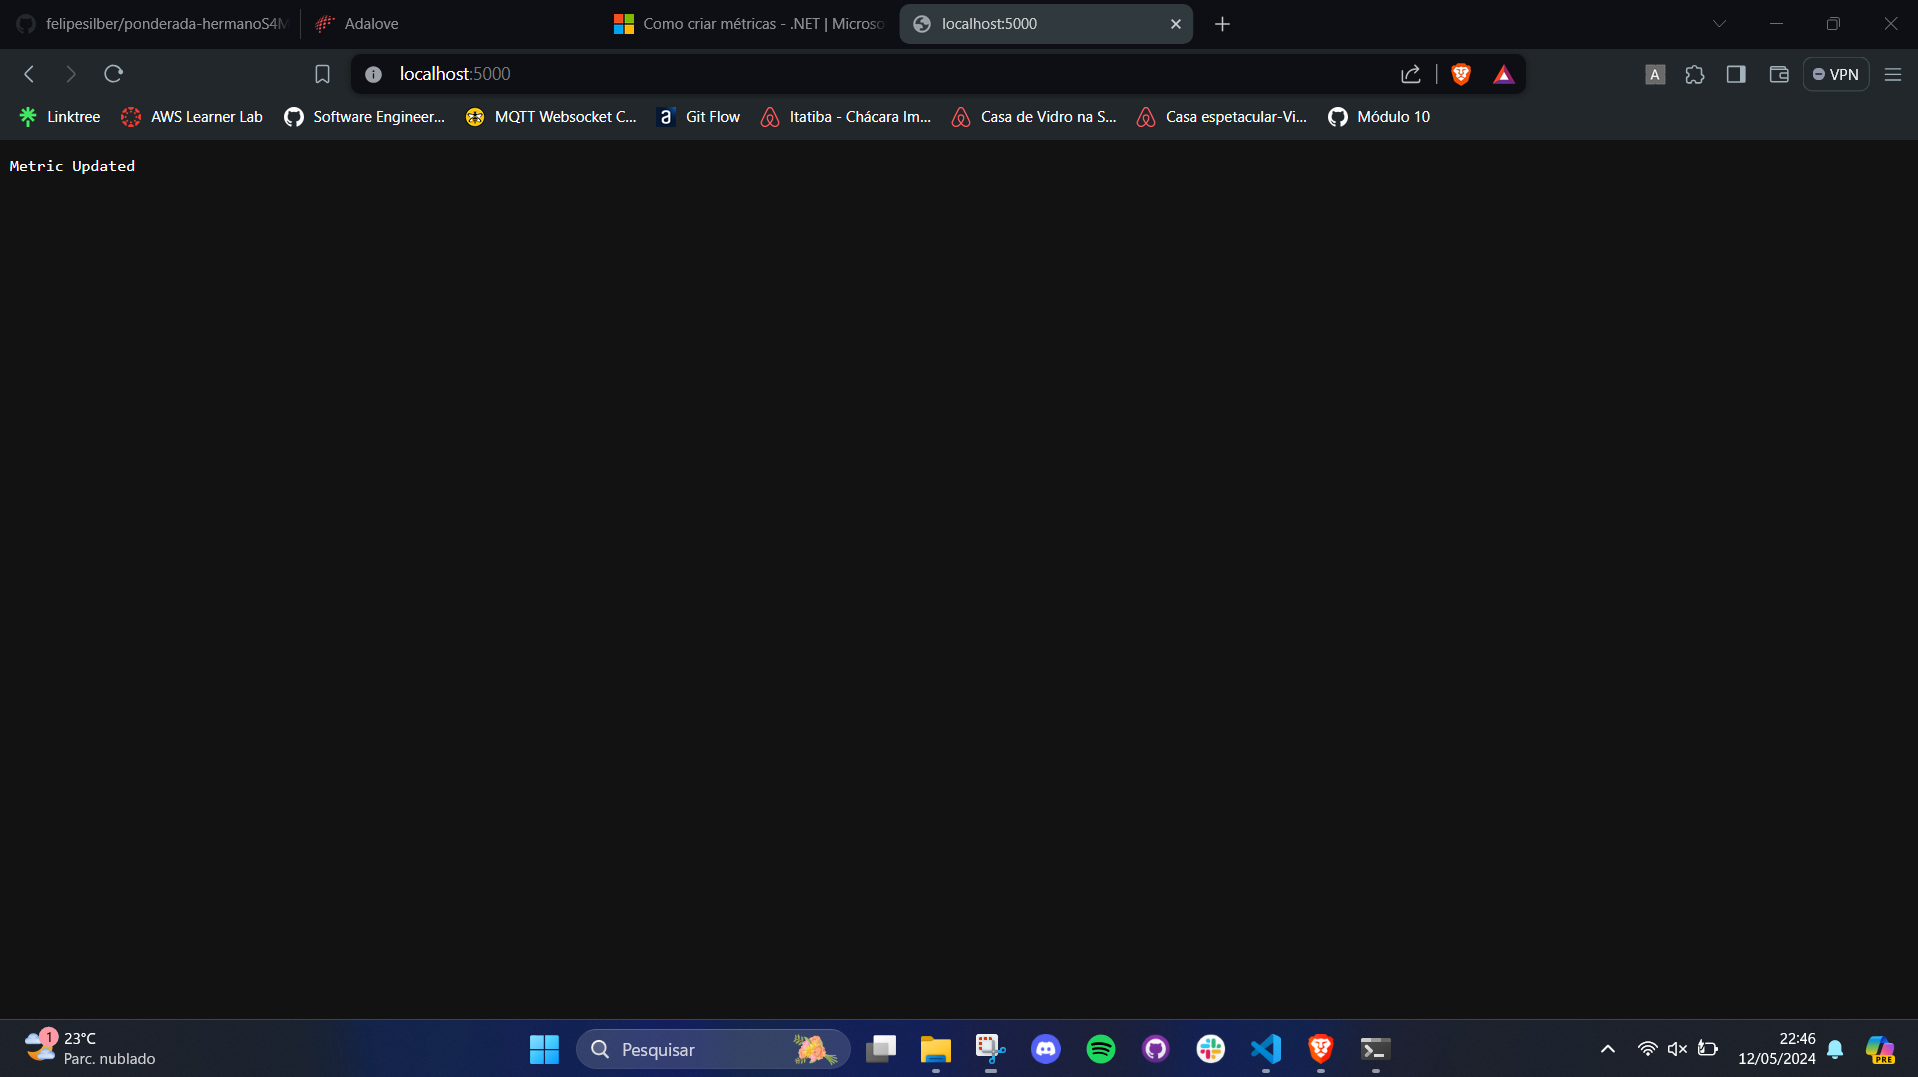 felipesilber/ponderada-hermanoS4M
Adalove
Como criar métricas - .NET | Microso
localhost:5000
localhost:5000
A
VPN
Linktree
AWS Learner Lab
Software Engineer...
MQTT Websocket C...
a
Git Flow
Itatiba - Chácara Im...
Casa de Vidro na S...
Casa espetacular-Vi...
Módulo 10
Metric Updated
1
23°C
Parc. nublado
Pesquisar
22:46
12/05/2024
PRE